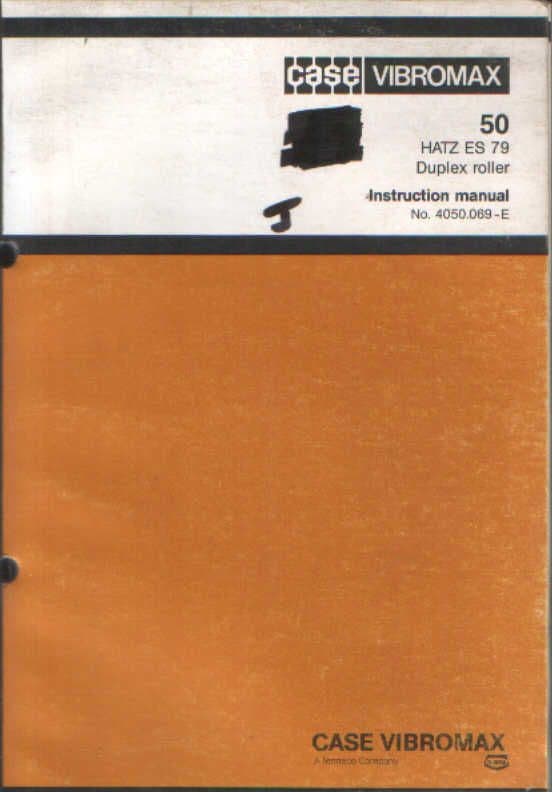 case VIBROMAX
50
HATZ ES 79
Duplex roller
Instruction manual
No. 4050.069-E
J
CASE VIBROMAX
A Tenneco Company